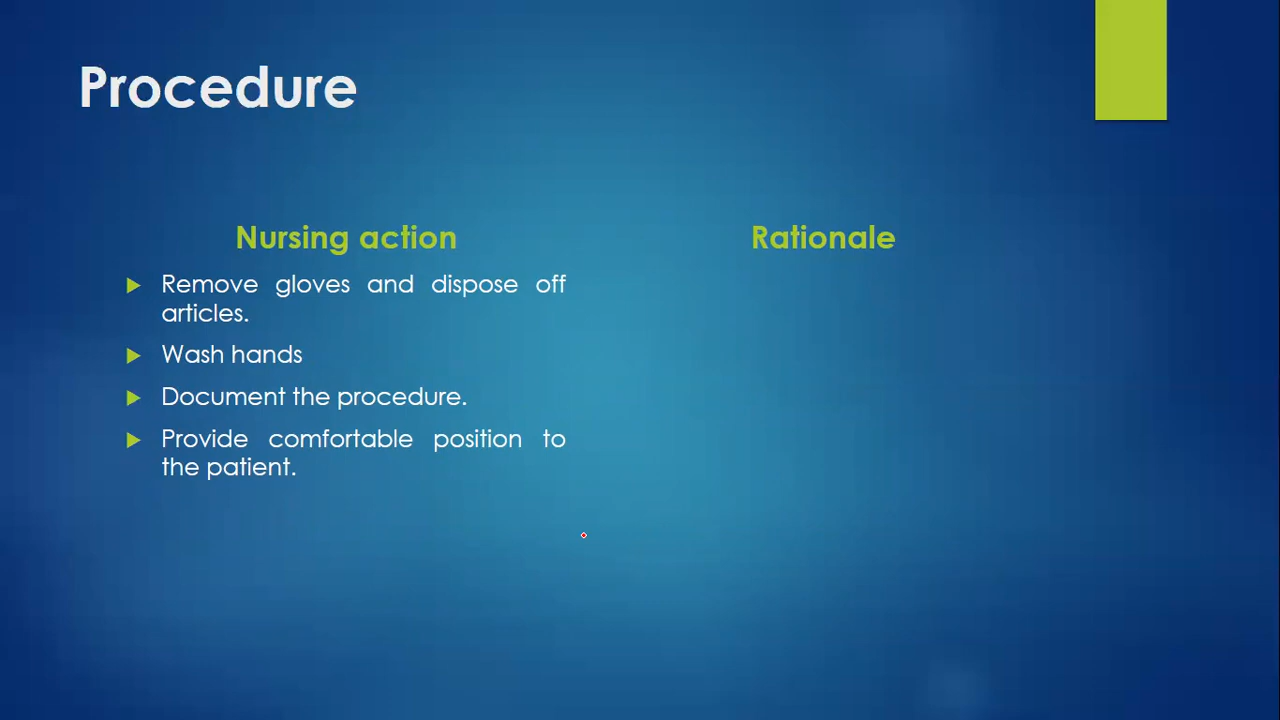 Procedure
Nursing action
Remove gloves and dispose off
articles.
Wash hands
Document the procedure.
Provide comfortable position to
the patient.
Rationale